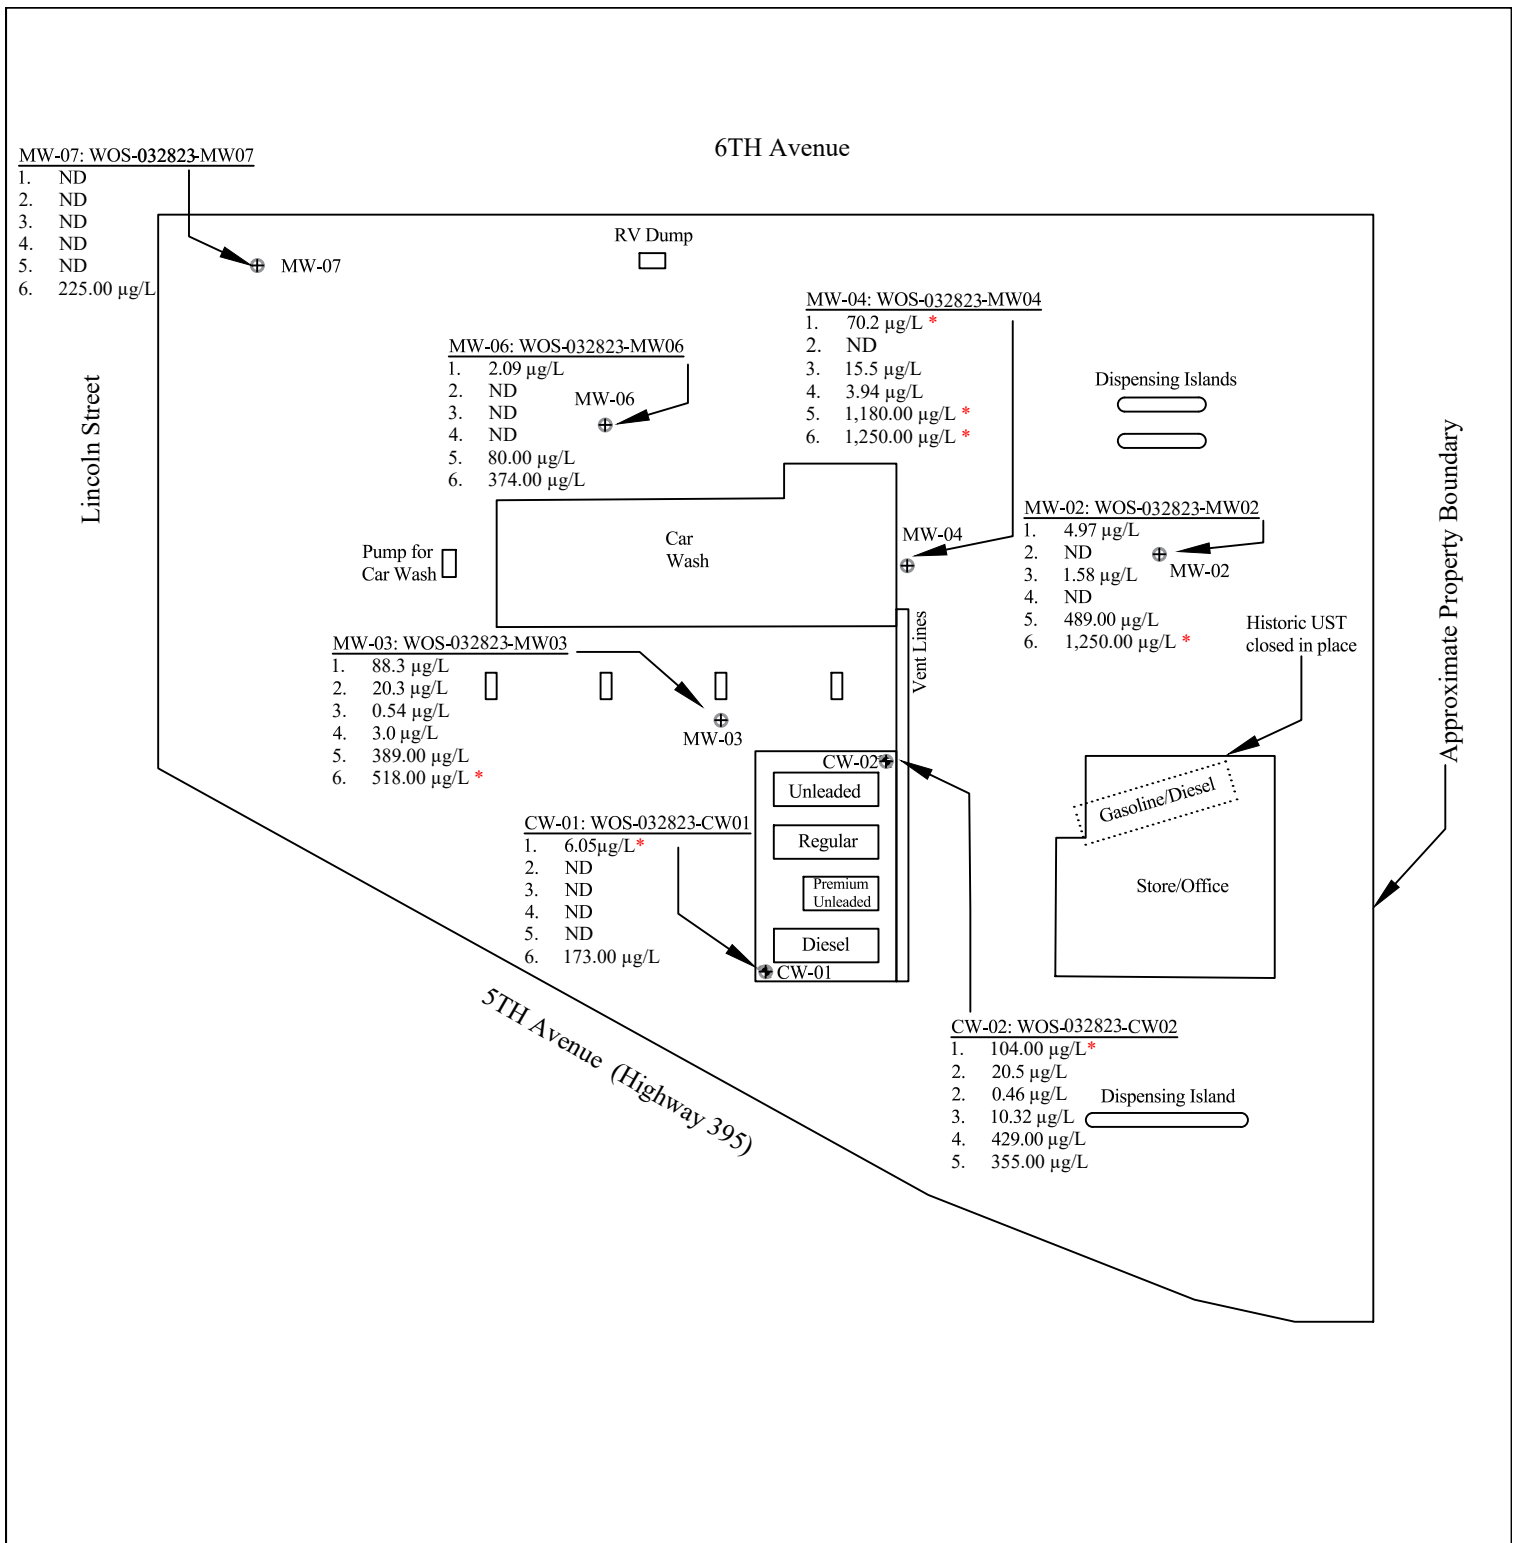 6TH Avenue
MW-07: WOS-032823-MW07
1. ND
2. ND
3. ND
4. ND
5. ND
6. 225.00 µg/L
MW-07
RV Dump
MW-04: WOS-032823-MW04
1. 70.2 µg/L *
2. ND
3. 15.5 µg/L
4. 3.94 µg/L
5. 1,180.00 µg/L *
6. 1,250.00 µg/L *
MW-06: WOS-032823-MW06
1. 2.09 µg/L
2. ND
3. ND
4. ND
5. 80.00 µg/L
6. 374.00 µg/L
MW-06
Dispensing Islands
Lincoln Street
Approximate Property Boundary
MW-02: WOS-032823-MW02
1. 4.97 µg/L
2. ND
3. 1.58 µg/L
4. ND
5. 489.00 µg/L
6. 1,250.00 µg/L *
MW-02
Car
Wash
MW-04
Pump for
Car Wash
Vent Lines
Historic UST
closed in place
MW-03: WOS-032823-MW03
1. 88.3 µg/L
2. 20.3 µg/L
3. 0.54 µg/L
4. 3.0 µg/L
5. 389.00 µg/L
6. 518.00 µg/L *
MW-03
CW-02
Unleaded
Regular
Premium
Unleaded
Diesel
CW-01
Gasoline/Diesel
Store/Office
CW-01: WOS-032823-CW01
1. 6.05µg/L*
2. ND
3. ND
4. ND
5. ND
6. 173.00 µg/L
5TH Avenue (Highway 395)
CW-02: WOS-032823-CW02
1. 104.00 µg/L*
2. 20.5 µg/L
2. 0.46 µg/L
3. 10.32 µg/L
4. 429.00 µg/L
5. 355.00 µg/L
Dispensing Island